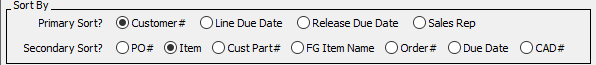 Sort By
Primary Sort? Customer# Line Due Date Release Due Date Sales Rep
Secondary Sort? PO# Item Cust Part# FG Item Name Order# Due Date CAD#